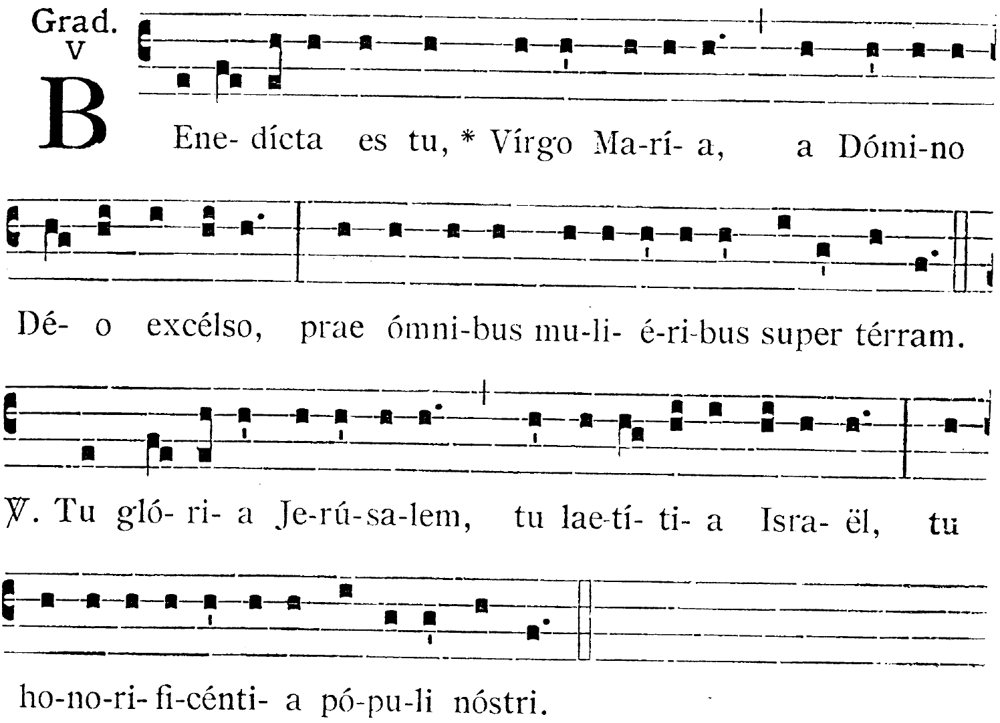 Grad.
V
BEne- dícta es tu, * Vírgo Ma-rí- a, a Dómi-no
Dé- o excélso, prae ómni-bus mu-li- é-ri-bus super térram.
℣. Tu gló- ri- a Je-rú-sa-lem, tu lae-tí- ti- a Isra- ël, tu
ho-no-ri- fi-cénti- a pó-pu-li nóstri.